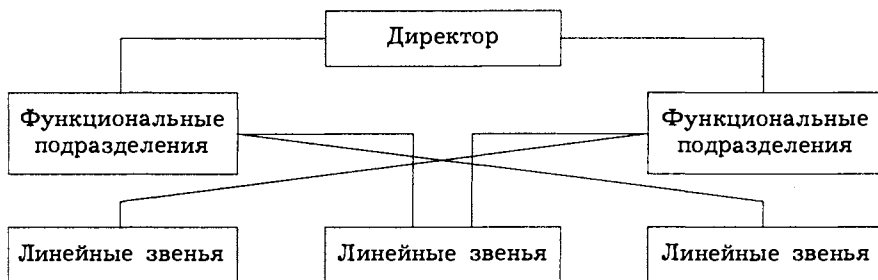 Директор
Функциональные
подразделения
Функциональные
подразделения
Линейные звенья
Линейные звенья
Линейные звенья